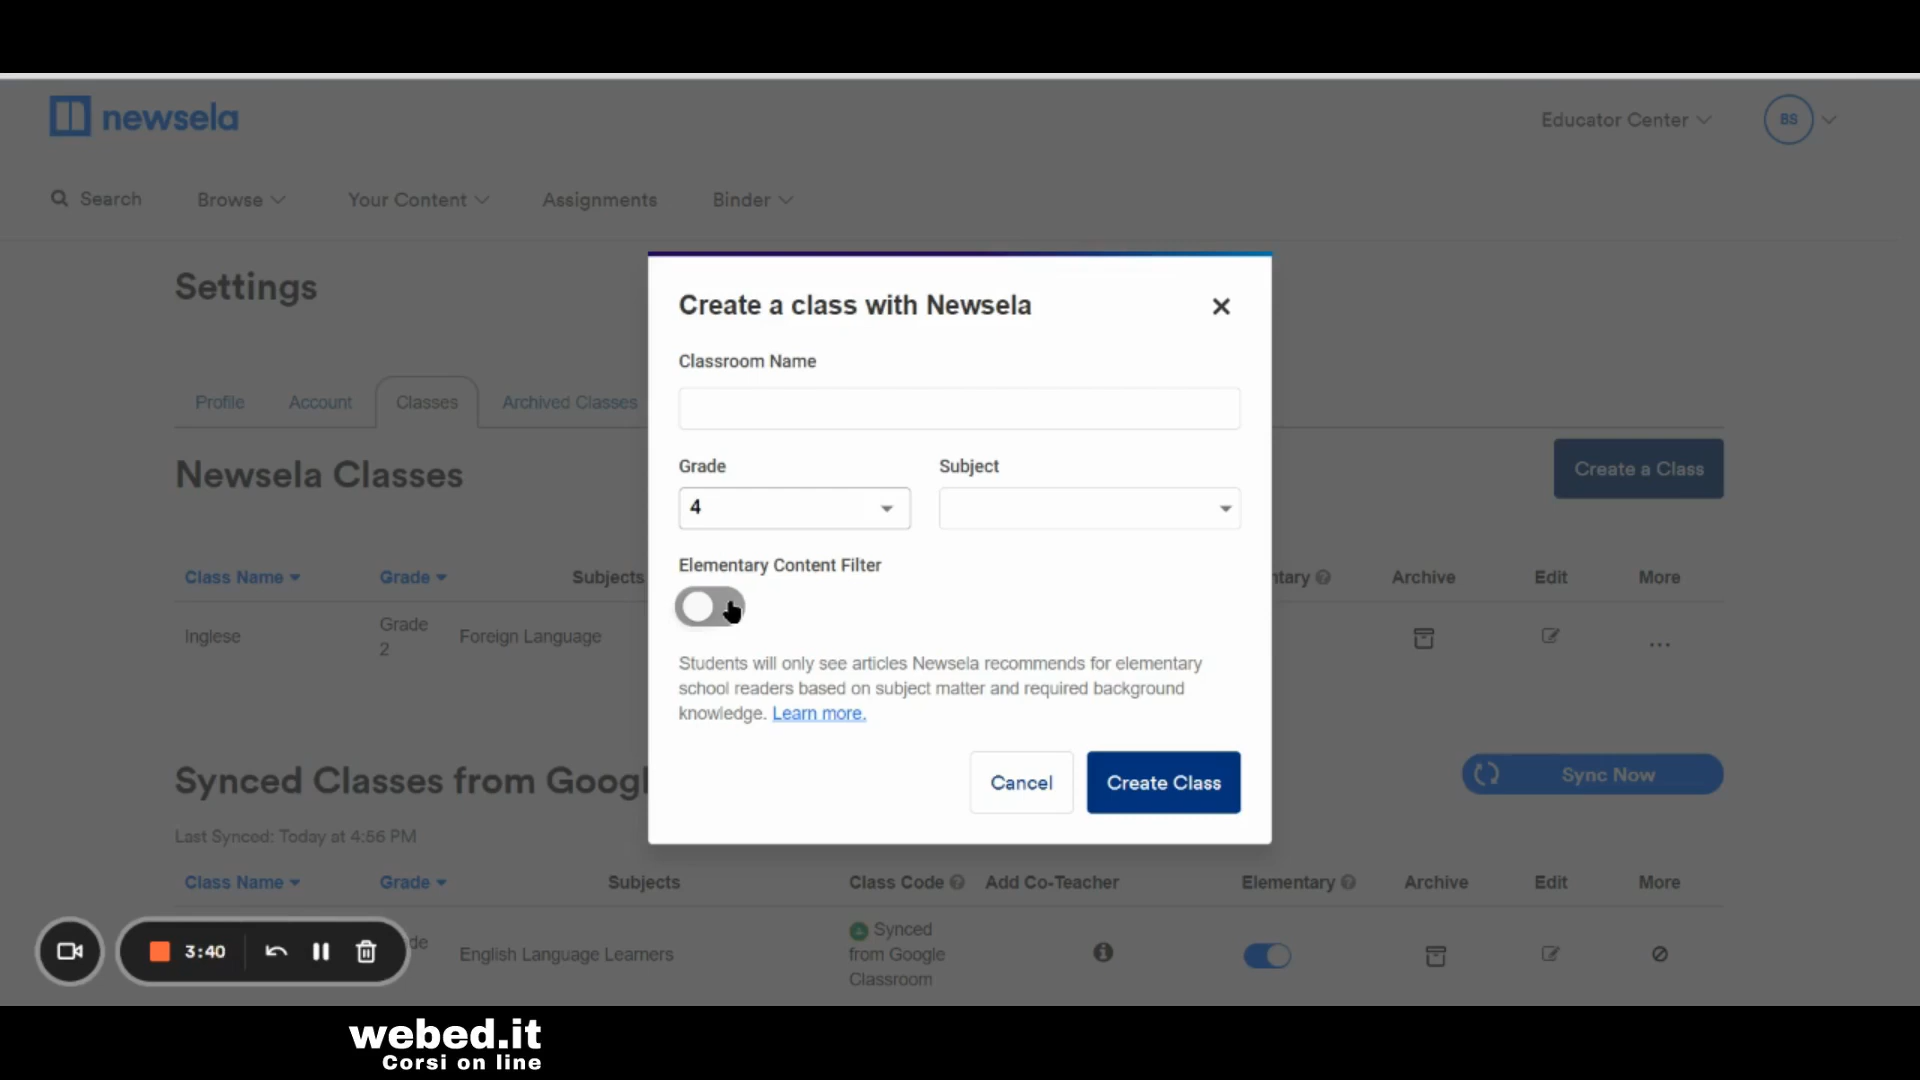 newsela
Educator Center
BS
Search Browse Your Content Assignments Binder
Settings
Profile Account Classes Archived Classes
Newsela Classes
Create a Class
Class Name Grade Subjects ntary Archive Edit More
Inglese Grade 2 Foreign Language ...
Create a class with Newsela
Classroom Name
Grade Subject
4
Elementary Content Filter
Students will only see articles Newsela recommends for elementary
school readers based on subject matter and required background
knowledge. Learn more.
Cancel Create Class
Synced Classes from Googl
Sync Now
Last Synced: Today at 4:56 PM
Class Name Grade Subjects Class Code Add Co-Teacher Elementary Archive Edit More
de English Language Learners
Synced
from Google
Classroom
3:40
webed.it
Corsi on line